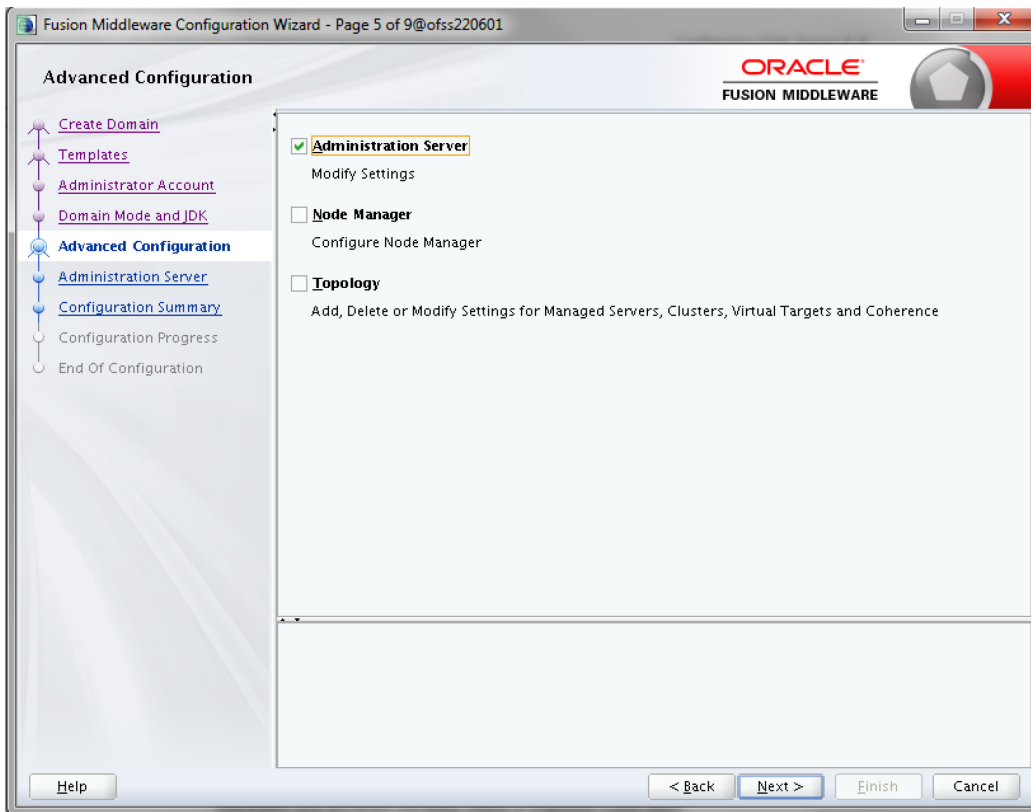 Fusion Middleware Configuration Wizard - Page 5 of 9@ofss220601
Advanced Configuration
ORACLE
FUSION MIDDLEWARE
Create Domain
Templates
Administrator Account
Domain Mode and JDK
Advanced Configuration
Administration Server
Configuration Summary
Configuration Progress
End Of Configuration
Administration Server
Modify Settings
Node Manager
Configure Node Manager
Topology
Add, Delete or Modify Settings for Managed Servers, Clusters, Virtual Targets and Coherence
Help
< Back
Next >
Finish
Cancel